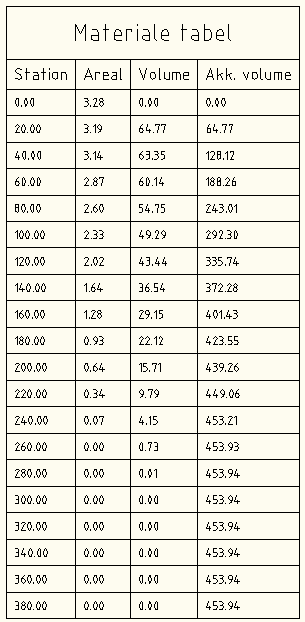 Materiale tabel
Station Areal Volume Akk. volume
0.00 3.28 0.00 0.00
20.00 3.19 64.77 64.77
40.00 3.14 63.35 128.12
60.00 2.87 60.14 188.26
80.00 2.60 54.75 243.01
100.00 2.33 49.29 292.30
120.00 2.02 43.44 335.74
140.00 1.64 36.54 372.28
160.00 1.28 29.15 401.43
180.00 0.93 22.12 423.55
200.00 0.64 15.71 439.26
220.00 0.34 9.79 449.06
240.00 0.07 4.15 453.21
260.00 0.00 0.73 453.93
280.00 0.00 0.01 453.94
300.00 0.00 0.00 453.94
320.00 0.00 0.00 453.94
340.00 0.00 0.00 453.94
360.00 0.00 0.00 453.94
380.00 0.00 0.00 453.94